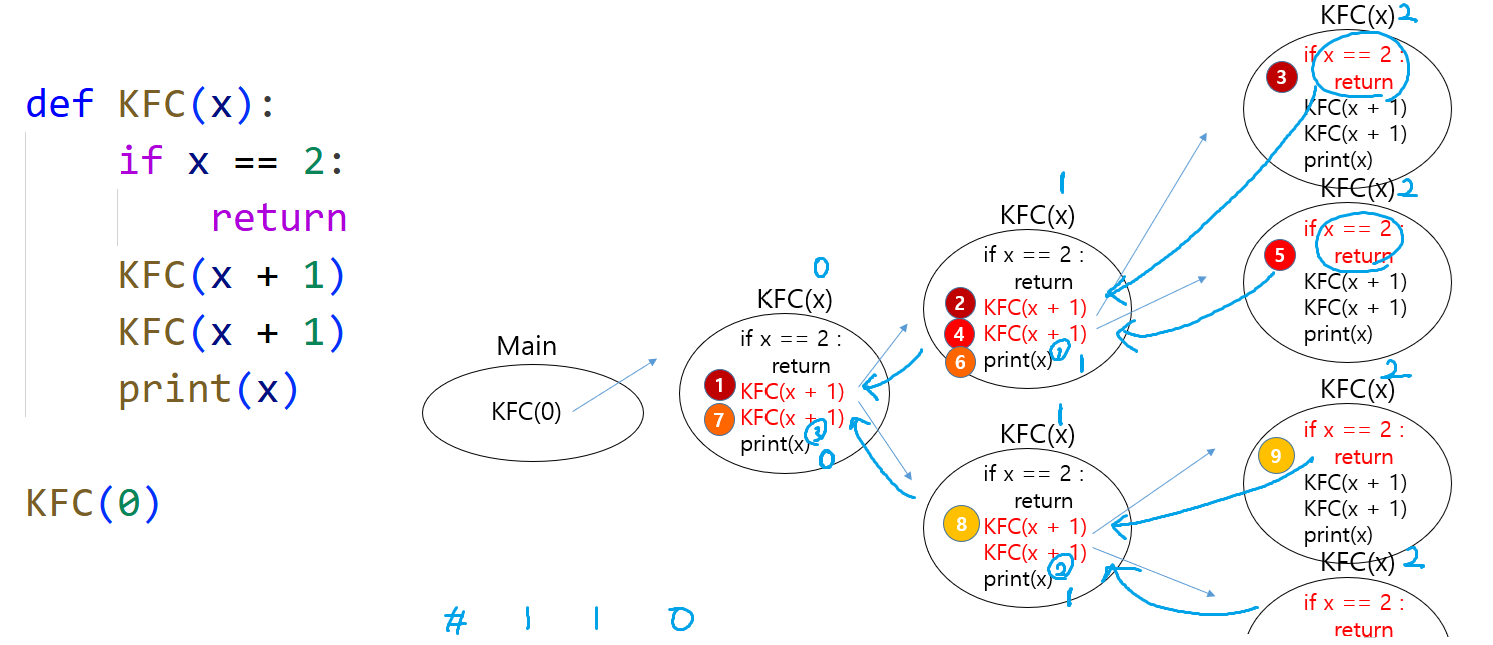 def KFC(x):
if x == 2:
return
KFC(x + 1)
KFC(x + 1)
print(x)
KFC(0)
Main
KFC(0)
0
KFC(x)
if x == 2 :
return
1 KFC(x + 1)
7 KFC(x + 1)
print(x) 3
0
1
KFC(x)
if x == 2 :
return
2 KFC(x + 1)
4 KFC(x + 1)
6 print(x) 1
1
1
KFC(x)
if x == 2 :
return
8 KFC(x + 1)
KFC(x + 1)
print(x) 2
1
KFC(x) 2
if x == 2 :
3 return
KFC(x + 1)
KFC(x + 1)
print(x)
KFC(x) 2
if x == 2 :
5 return
KFC(x + 1)
KFC(x + 1)
print(x)
KFC(x) 2
if x == 2 :
9 return
KFC(x + 1)
KFC(x + 1)
print(x)
KFC(x) 2
if x == 2 :
return
# 1 1 0